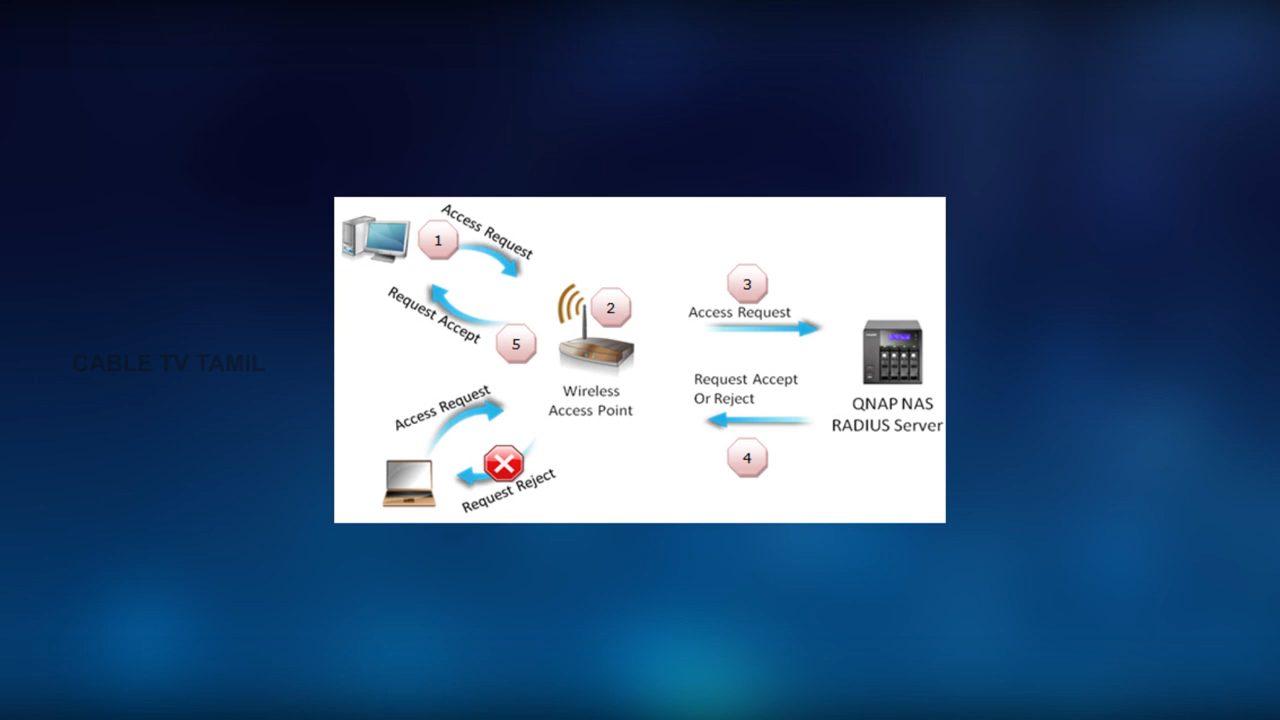 Access Request
1
Request Accept
5
2
Wireless
Access Point
3
Access Request
Request Accept
Or Reject
4
QNAP NAS
RADIUS Server
Access Request
Request Reject
CABLE TV TAMIL